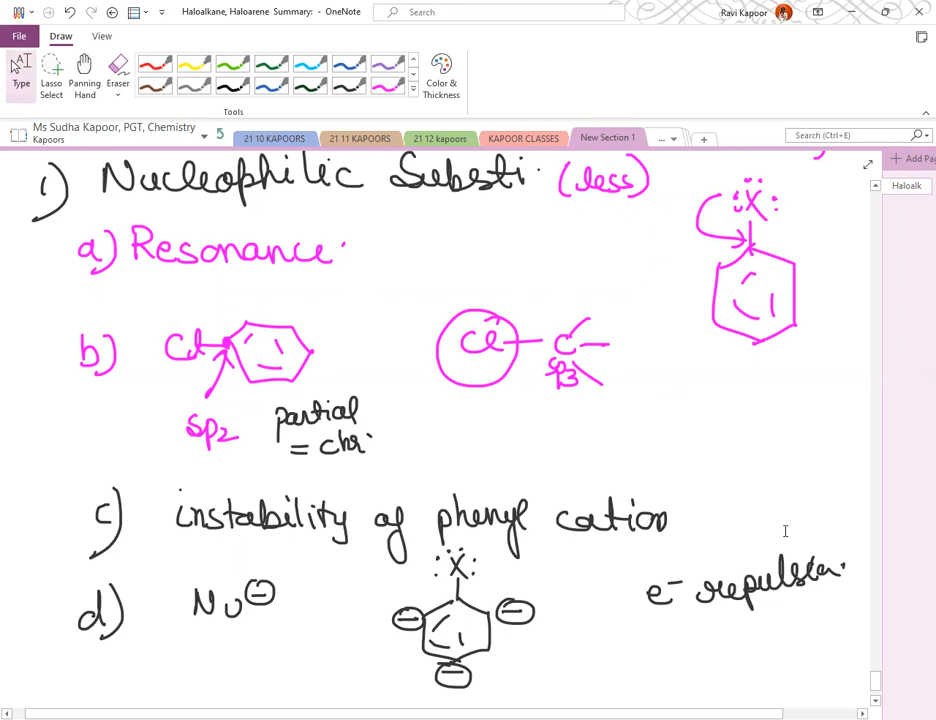 Haloalkane, Haloarene Summary: - OneNote
Search
Ravi Kapoor
File
Draw
View
Type
Lasso Select
Panning Hand
Eraser
Color & Thickness
Tools
Ms Sudha Kapoor, PGT, Chemistry
Kapoors
21 10 KAPOORS
21 11 KAPOORS
21 12 kapoors
KAPOOR CLASSES
New Section 1
...
Search (Ctrl+E)
Add Pag
Haloalk
1) Nucleophilic Substi. (less)
X
a) Resonance.
b) Cl
Cl — C
sp3
sp2
partial
= chr.
c) instability of phenyl cation
X
d) Nu⊖
⊖ ⊖
e⁻ repulsion.
⊖